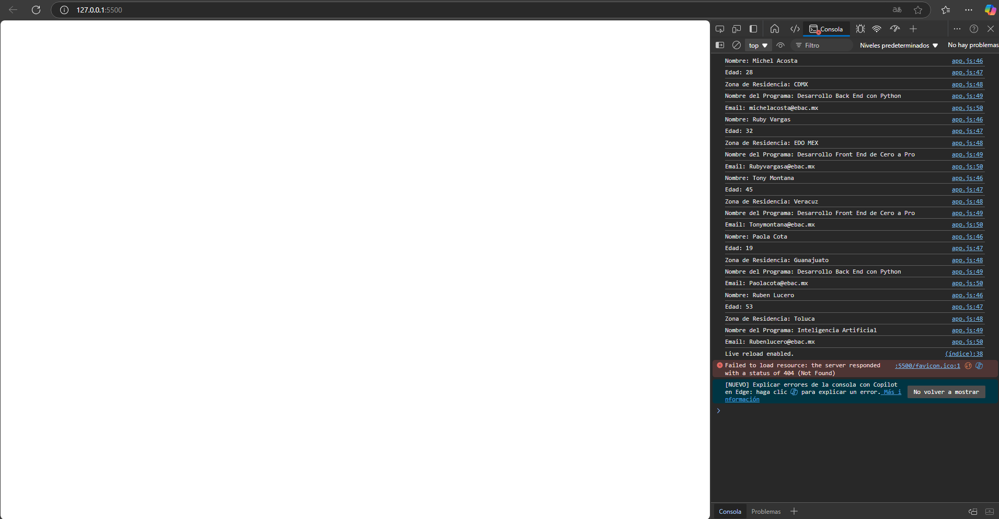 127.0.0.1:5500
aあ
Consola
top
Filtro
Niveles predeterminados
No hay problemas
Nombre: Michel Acosta app.js:46
Edad: 28 app.js:47
Zona de Residencia: CDMX app.js:48
Nombre del Programa: Desarrollo Back End con Python app.js:49
Email: michelacosta@ebac.mx app.js:50
Nombre: Ruby Vargas app.js:46
Edad: 32 app.js:47
Zona de Residencia: EDO MEX app.js:48
Nombre del Programa: Desarrollo Front End de Cero a Pro app.js:49
Email: Rubyvargasa@ebac.mx app.js:50
Nombre: Tony Montana app.js:46
Edad: 45 app.js:47
Zona de Residencia: Veracuz app.js:48
Nombre del Programa: Desarrollo Front End de Cero a Pro app.js:49
Email: Tonymontana@ebac.mx app.js:50
Nombre: Paola Cota app.js:46
Edad: 19 app.js:47
Zona de Residencia: Guanajuato app.js:48
Nombre del Programa: Desarrollo Back End con Python app.js:49
Email: Paolacota@ebac.mx app.js:50
Nombre: Ruben Lucero app.js:46
Edad: 53 app.js:47
Zona de Residencia: Toluca app.js:48
Nombre del Programa: Inteligencia Artificial app.js:49
Email: Rubenlucero@ebac.mx app.js:50
Live reload enabled. (índice):38
Failed to load resource: the server responded :5500/favicon.ico:1
with a status of 404 (Not Found)
[NUEVO] Explicar errores de la consola con Copilot
en Edge: haga clic para explicar un error. Más i
nformación
No volver a mostrar
Consola
Problemas